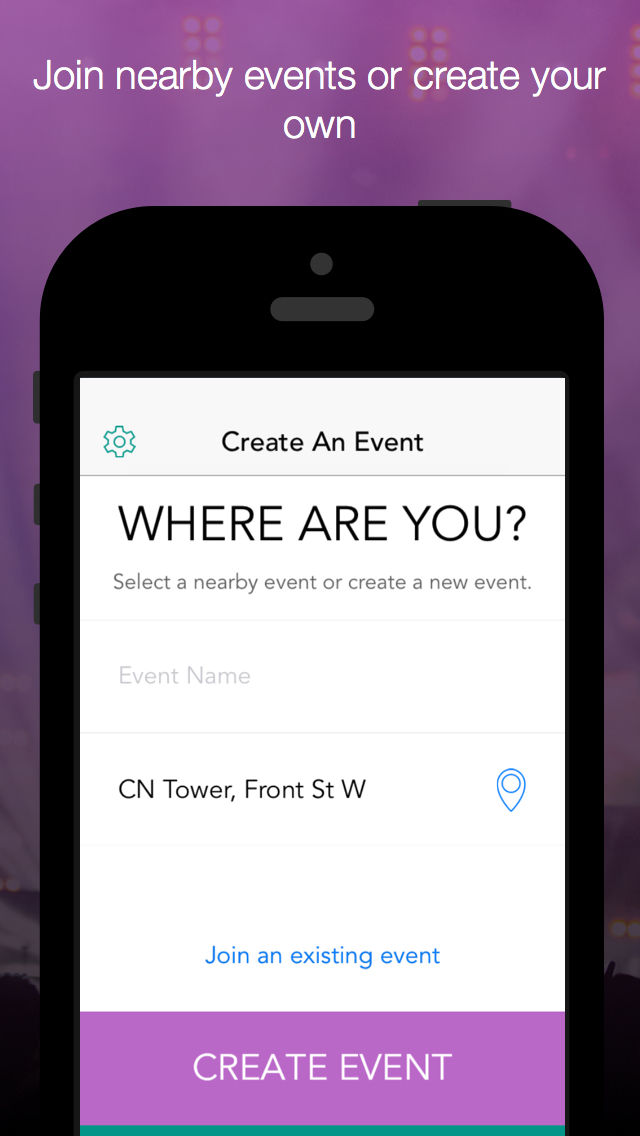 Join nearby events or create your
own
Create An Event
WHERE ARE YOU?
Select a nearby event or create a new event.
Event Name
CN Tower, Front St W
Join an existing event
CREATE EVENT